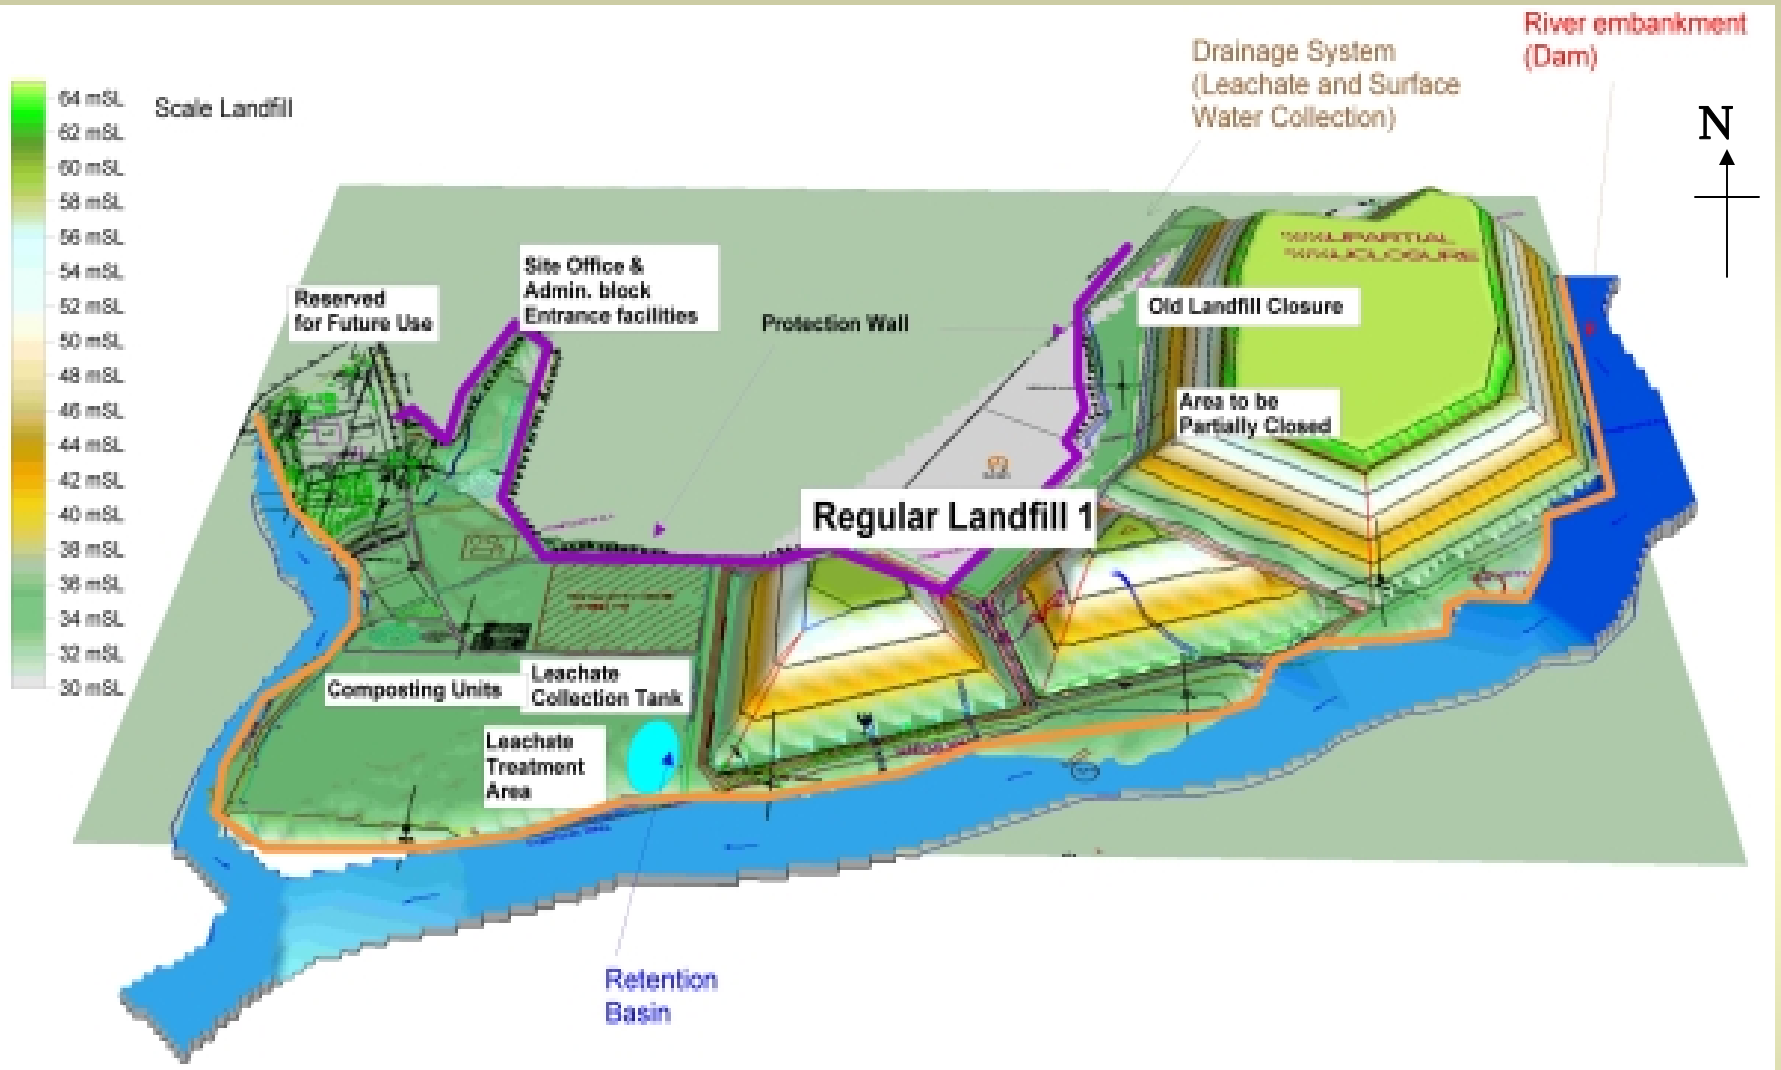 River embankment
(Dam)
Drainage System
(Leachate and Surface
Water Collection)
N
Scale Landfill
64 mSL
62 mSL
60 mSL
58 mSL
56 mSL
54 mSL
52 mSL
50 mSL
48 mSL
46 mSL
44 mSL
42 mSL
40 mSL
38 mSL
36 mSL
34 mSL
32 mSL
30 mSL
Reserved
for Future Use
Site Office &
Admin. block
Entrance facilities
Protection Wall
PARTIAL
CLOSURE
Old Landfill Closure
Area to be
Partially Closed
Regular Landfill 1
Composting Units
Leachate
Collection Tank
Leachate
Treatment
Area
Retention
Basin